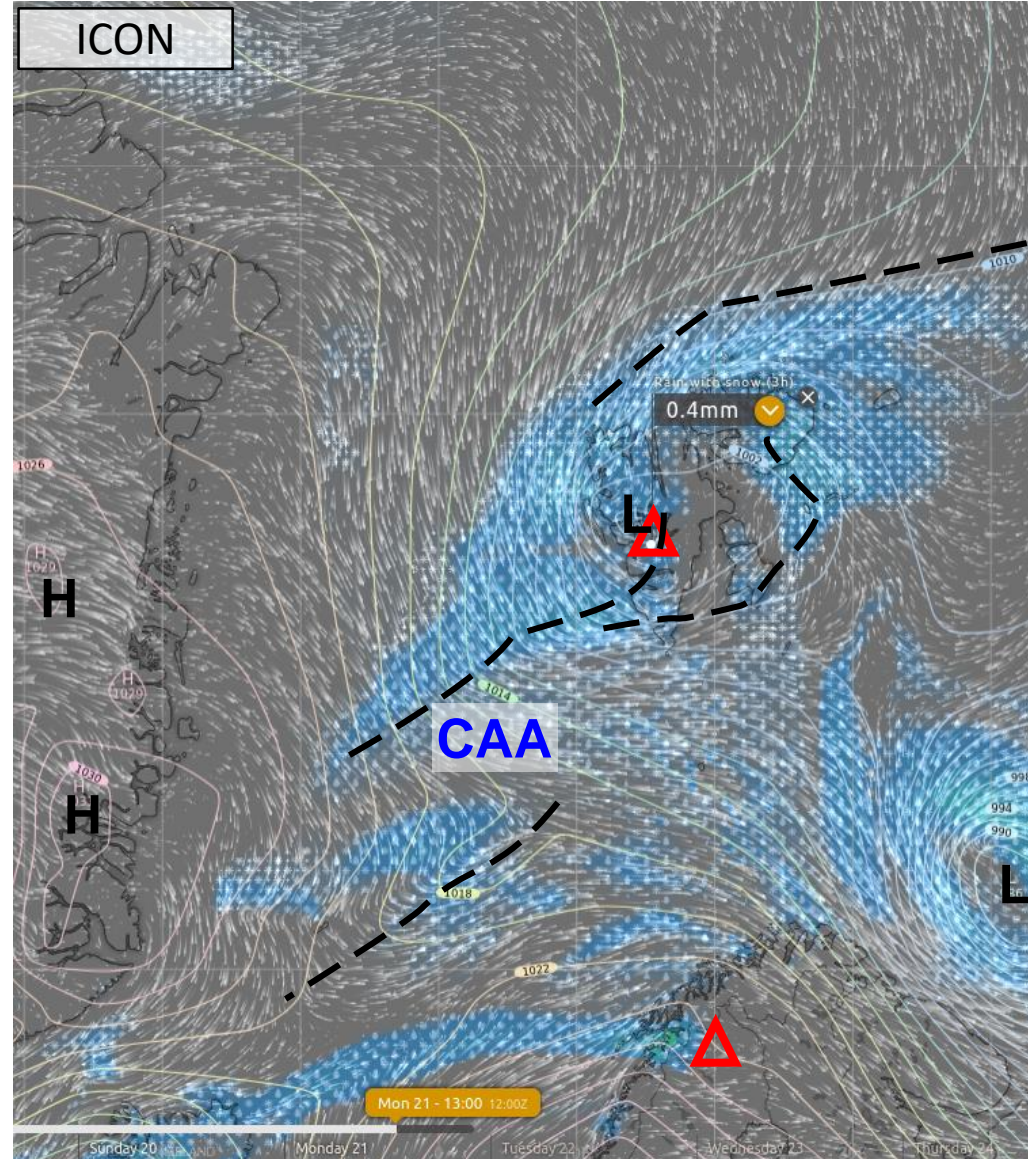 ICON
1010
Rain with snow (3h)
0.4mm
1002
1026
L
H
1029
H
H
1029
1014
CAA
1030
H
H
998
994
990
L
1018
1022
Mon 21 - 13:00 12:00Z
Sunday 20
Monday 21
Tuesday 22
Wednesday 23
Thursday 24